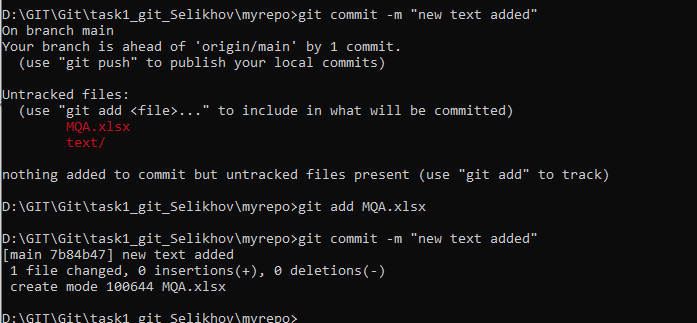 D:\GIT\Git\task1_git_Selikhov\myrepo>git commit -m "new text added"
On branch main
Your branch is ahead of 'origin/main' by 1 commit.
  (use "git push" to publish your local commits)
Untracked files:
  (use "git add <file>..." to include in what will be committed)
        MQA.xlsx
        text/
nothing added to commit but untracked files present (use "git add" to track)
D:\GIT\Git\task1_git_Selikhov\myrepo>git add MQA.xlsx
D:\GIT\Git\task1_git_Selikhov\myrepo>git commit -m "new text added"
[main 7b84b47] new text added
 1 file changed, 0 insertions(+), 0 deletions(-)
 create mode 100644 MQA.xlsx
D:\GIT\Git\task1_git_Selikhov\myrepo>